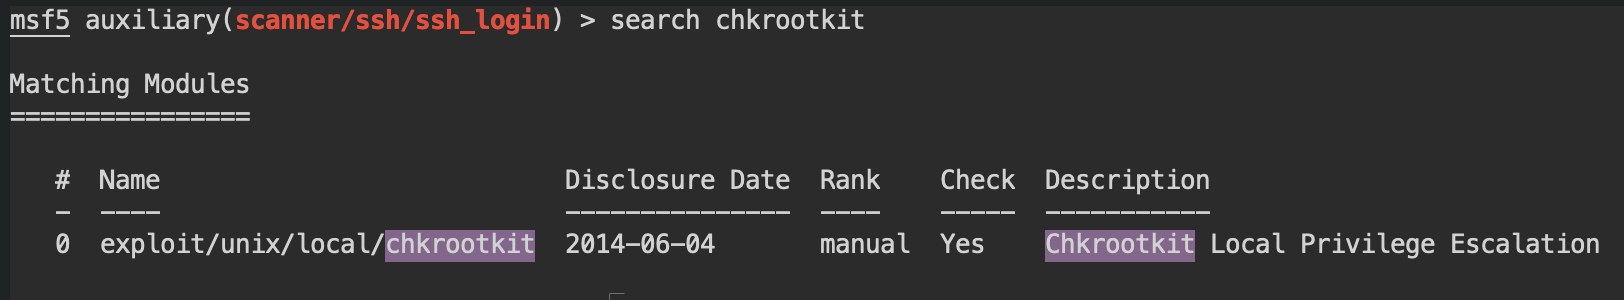 msf5 auxiliary(scanner/ssh/ssh_login) > search chkrootkit
Matching Modules
================
#  Name                               Disclosure Date  Rank    Check  Description
-  ----                               ---------------  ----    -----  -----------
0  exploit/unix/local/chkrootkit  2014-06-04       manual  Yes    Chkrootkit Local Privilege Escalation